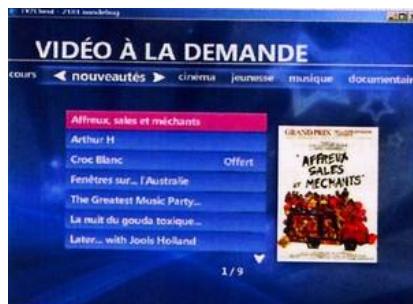 VIDÉO À LA DEMANDE
cours ◄ nouveautés ► cinéma jeunesse musique documentair
Affreux, sales et méchants
Arthur H
Croc Blanc Offert
Fenêtres sur... l'Australie
The Greatest Music Party...
La nuit du gouda toxique...
Later... with Jools Holland
1/9
GRAND PRIX
"AFFREUX
SALES
ET MECHANTS"